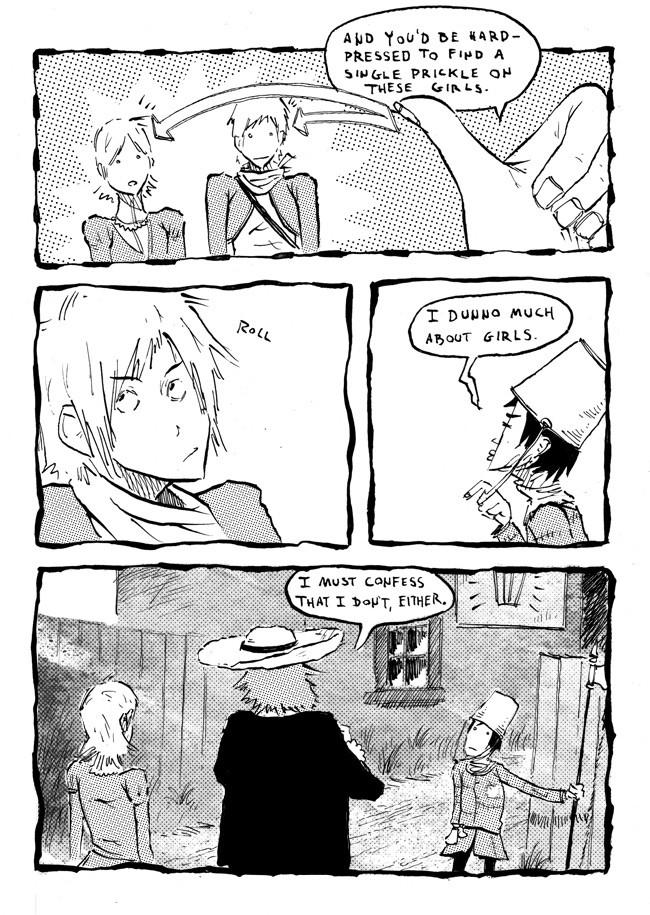 AND YOU'D BE HARD-
PRESSED TO FIND A
SINGLE PRICKLE ON
THESE GIRLS.
ROLL
I DUNNO MUCH
ABOUT GIRLS.
I MUST CONFESS
THAT I DON'T, EITHER.